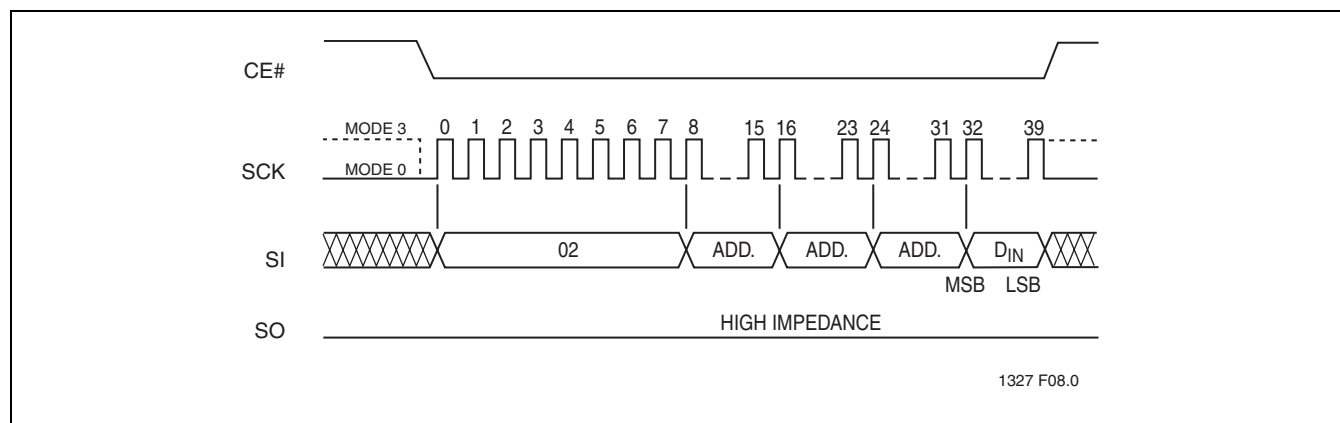 CE#
MODE 3 0 1 2 3 4 5 6 7 8 15 16 23 24 31 32 39
SCK MODE 0
SI 02 ADD. ADD. ADD. DIN
MSB LSB
SO HIGH IMPEDANCE
1327 F08.0